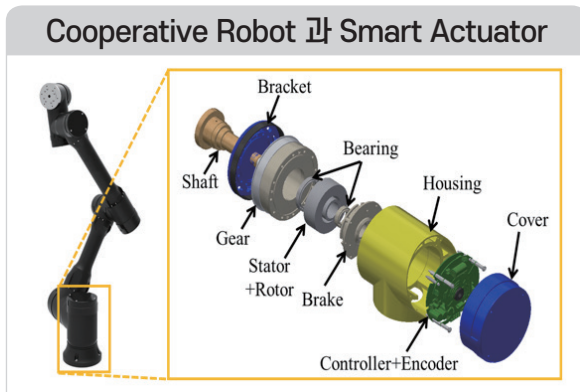 Cooperative Robot 과 Smart Actuator
Bracket
Bearing
Shaft
Housing
Gear
Cover
Stator
+Rotor
Brake
Controller+Encoder